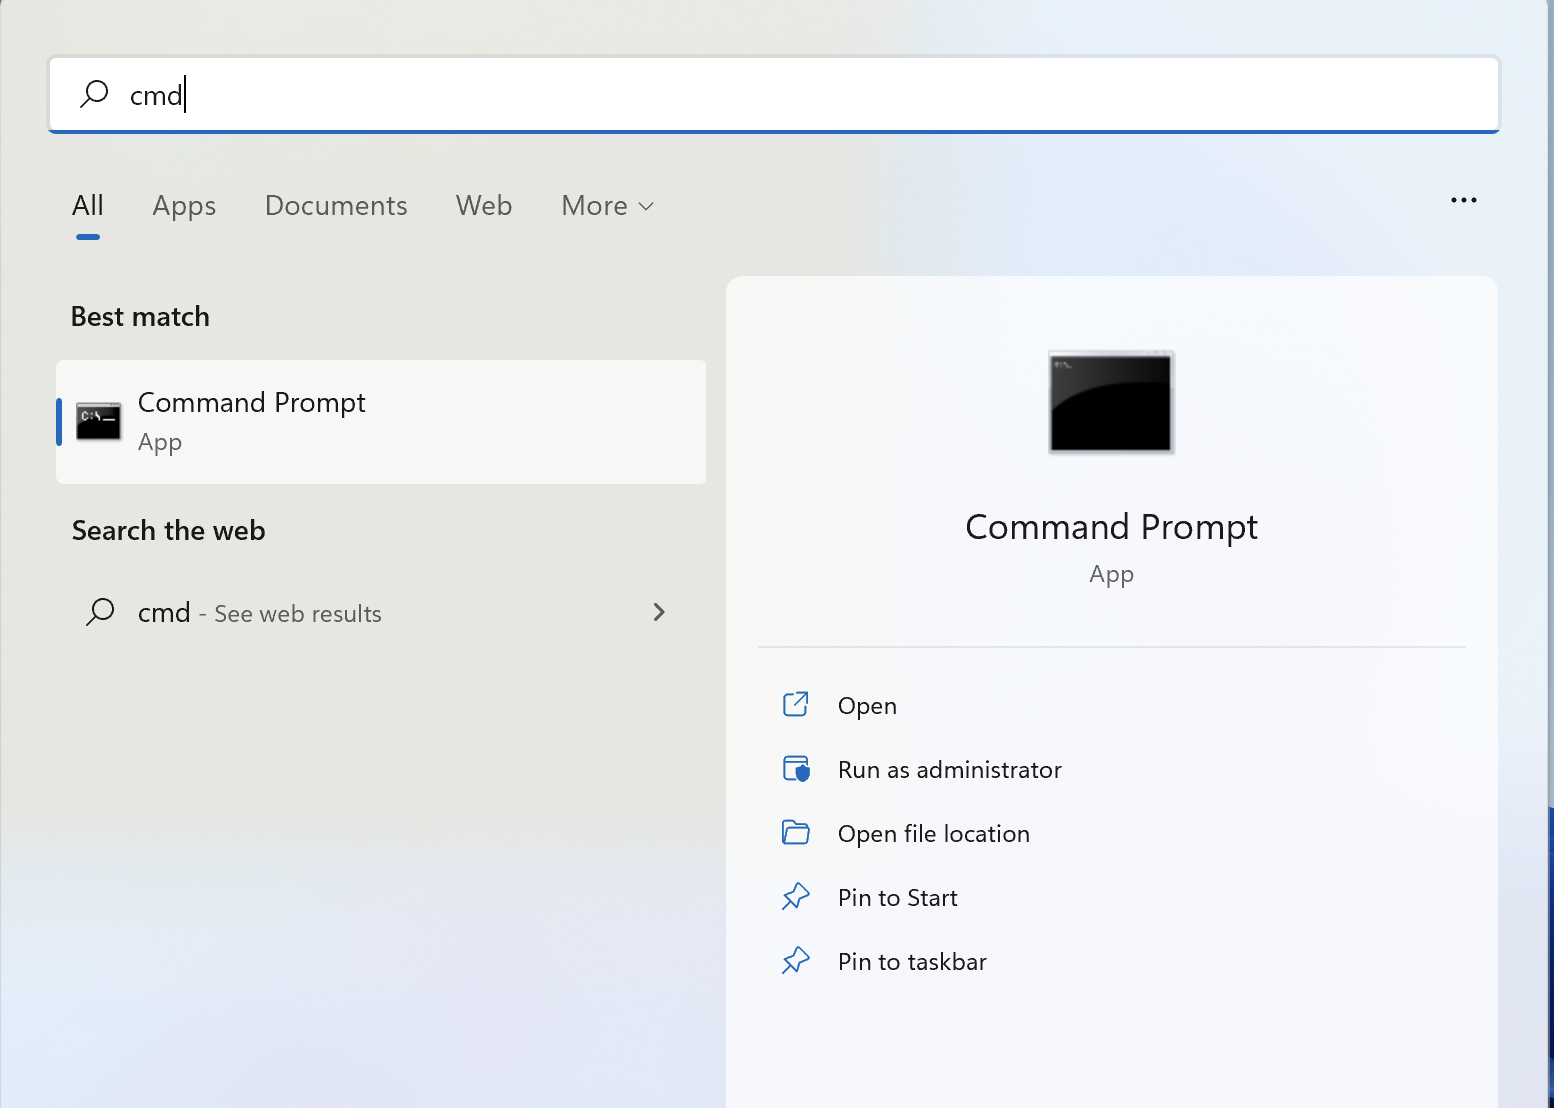 cmd
All Apps Documents Web More
Best match
Command Prompt
App
Search the web
cmd - See web results
Command Prompt
App
Open
Run as administrator
Open file location
Pin to Start
Pin to taskbar